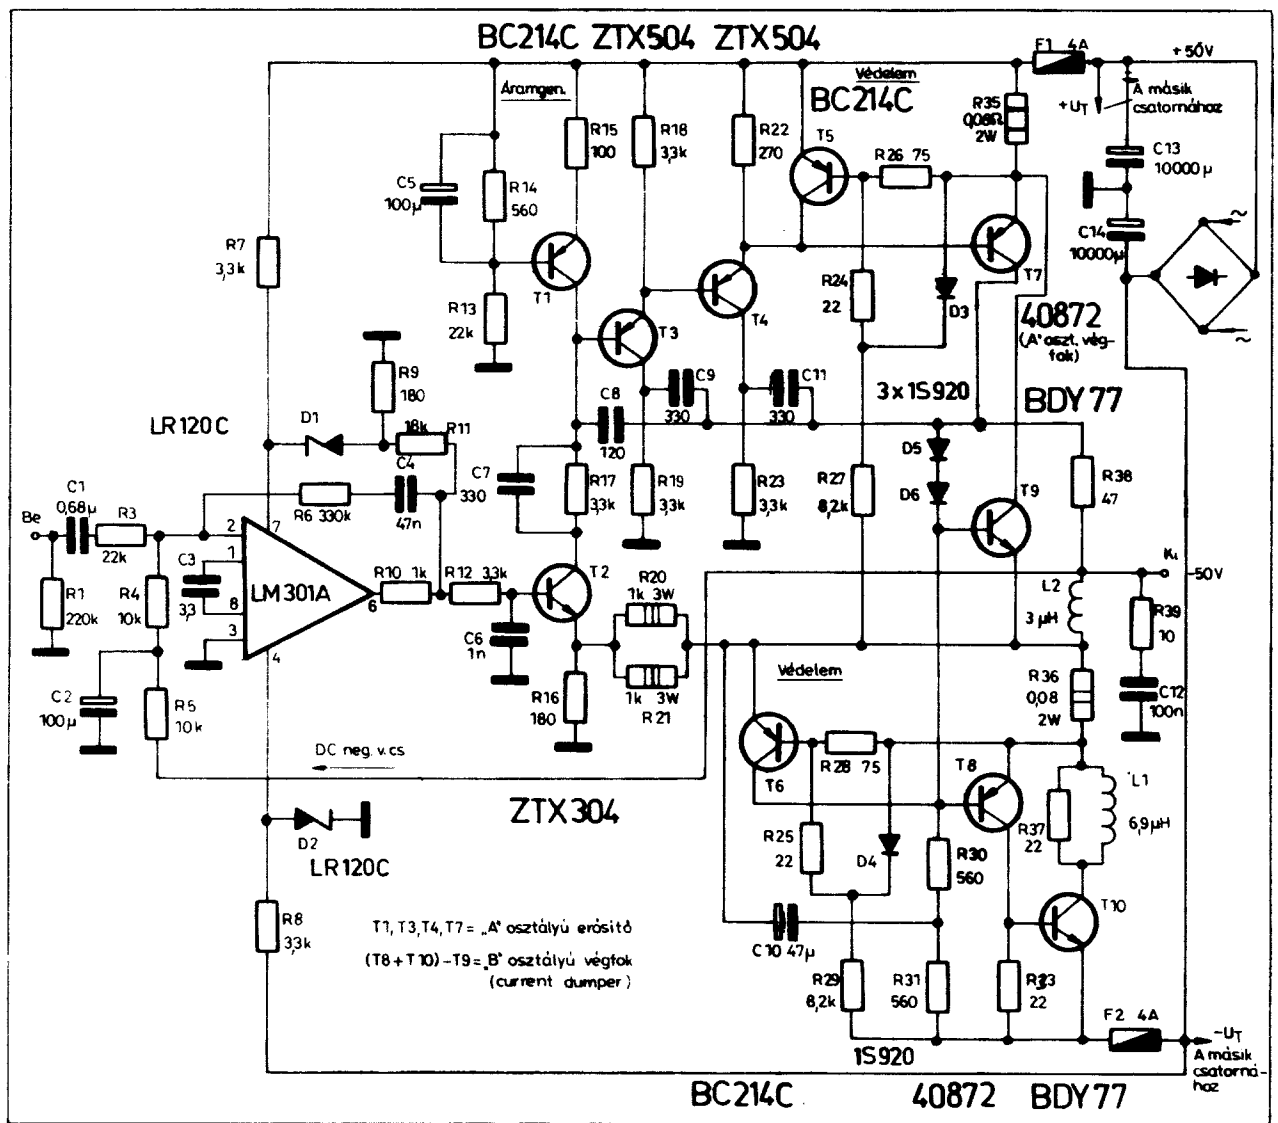 BC214C ZTX504 ZTX504
F1 4A
+50V
Áramgen.
Védelem
BC214C
+UT
A másik
csatornához
R35
0,08Ω
2W
R15
100
R18
3,3k
R22
270
T5
R26 75
C13
10000µ
C5
100µ
R14
560
C14
10000µ
~
R7
3,3k
T1
T4
T7
R24
22
D3
R13
22k
T3
40872
("A" oszt. vég-
fok)
~
R9
180
C9
330
C11
330
3x1S920
BDY77
LR120C
D1
18k
R11
C8
120
D5
C4
47n
C7
330
R17
3,3k
R19
3,3k
R23
3,3k
R27
8,2k
D6
T9
R38
47
C1
0,68µ
Be
R3
22k
R6 330k
2
7
1
LM301A
8
3
4
6
C3
3,3
R1
220k
R4
10k
R10 1k
R12 3,3k
T2
R20
1k 3W
Ki
-50V
L2
3µH
R39
10
C6
1n
1k 3W
R21
Védelem
R36
0,08
2W
C12
100n
C2
100µ
R5
10k
R16
180
DC neg. v.cs
T6
R28 75
T8
L1
6,9µH
ZTX304
D2
LR120C
R25
22
D4
R30
560
R37
22
T10
R8
3,3k
T1, T3, T4, T7 = „A" osztályú erősítő
(T8+T10)-T9=„B" osztályú végfok
(current dumper)
C10 47µ
R29
8,2k
R31
560
22
F2 4A
-UT
A másik
csatorná-
hoz
1S920
BC214C
40872
BDY77